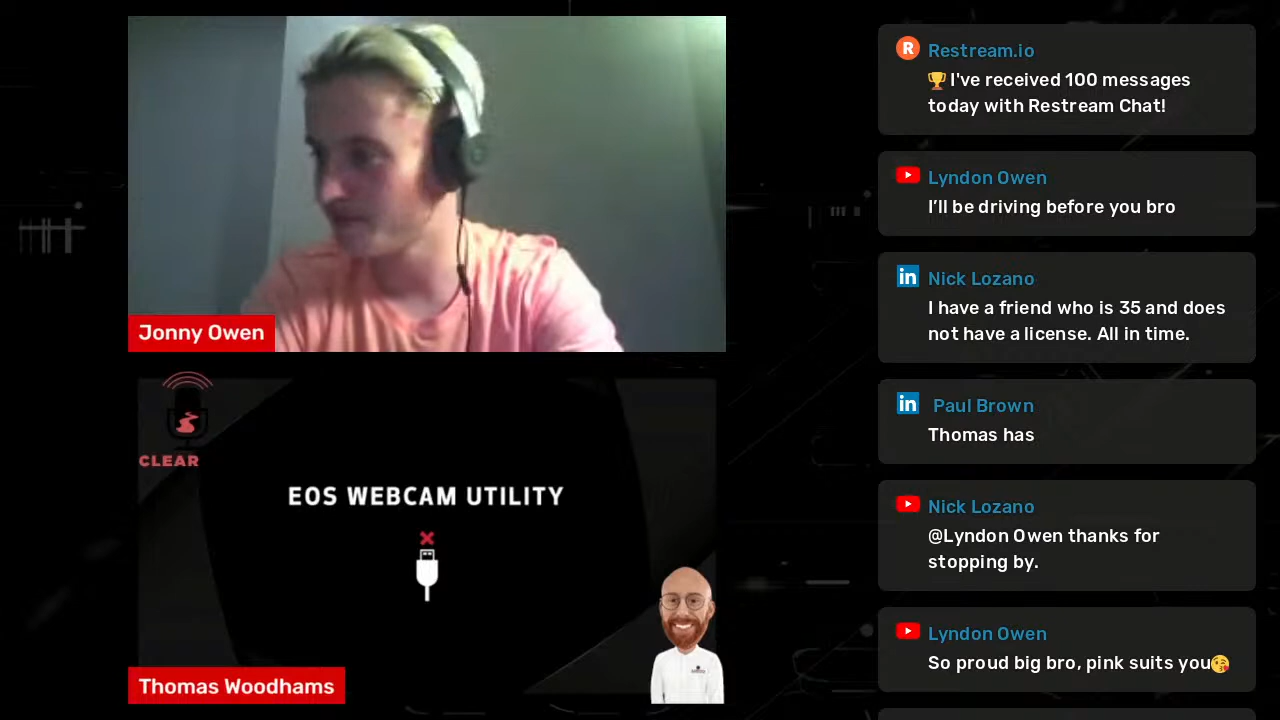 Jonny Owen
CLEAR
EOS WEBCAM UTILITY
Thomas Woodhams
R Restream.io
🏆 I've received 100 messages
today with Restream Chat!
Lyndon Owen
I’ll be driving before you bro
in Nick Lozano
I have a friend who is 35 and does
not have a license. All in time.
in Paul Brown
Thomas has
Nick Lozano
@Lyndon Owen thanks for
stopping by.
Lyndon Owen
So proud big bro, pink suits you😘